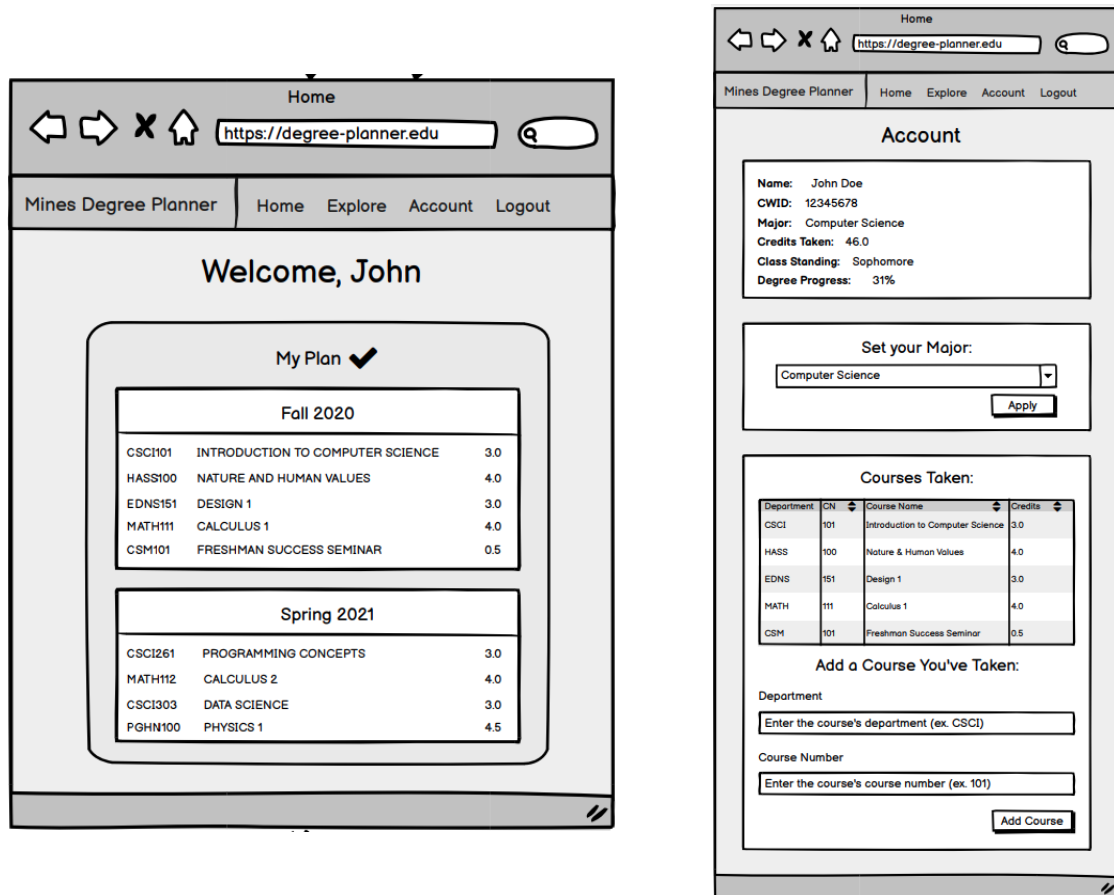 Home
https://degree-planner.edu
Mines Degree Planner Home Explore Account Logout
Welcome, John
My Plan
Fall 2020
CSCI101 INTRODUCTION TO COMPUTER SCIENCE 3.0
HASS100 NATURE AND HUMAN VALUES 4.0
EDNS151 DESIGN 1 3.0
MATH111 CALCULUS 1 4.0
CSM101 FRESHMAN SUCCESS SEMINAR 0.5
Spring 2021
CSCI261 PROGRAMMING CONCEPTS 3.0
MATH112 CALCULUS 2 4.0
CSCI303 DATA SCIENCE 3.0
PGHN100 PHYSICS 1 4.5
Home
https://degree-planner.edu
Mines Degree Planner Home Explore Account Logout
Account
Name: John Doe
CWID: 12345678
Major: Computer Science
Credits Taken: 46.0
Class Standing: Sophomore
Degree Progress: 31%
Set your Major:
Computer Science
Apply
Courses Taken:
Department CN Course Name Credits
CSCI 101 Introduction to Computer Science 3.0
HASS 100 Nature & Human Values 4.0
EDNS 151 Design 1 3.0
MATH 111 Calculus 1 4.0
CSM 101 Freshman Success Seminar 0.5
Add a Course You've Taken:
Department
Enter the course's department (ex. CSCI)
Course Number
Enter the course's course number (ex. 101)
Add Course